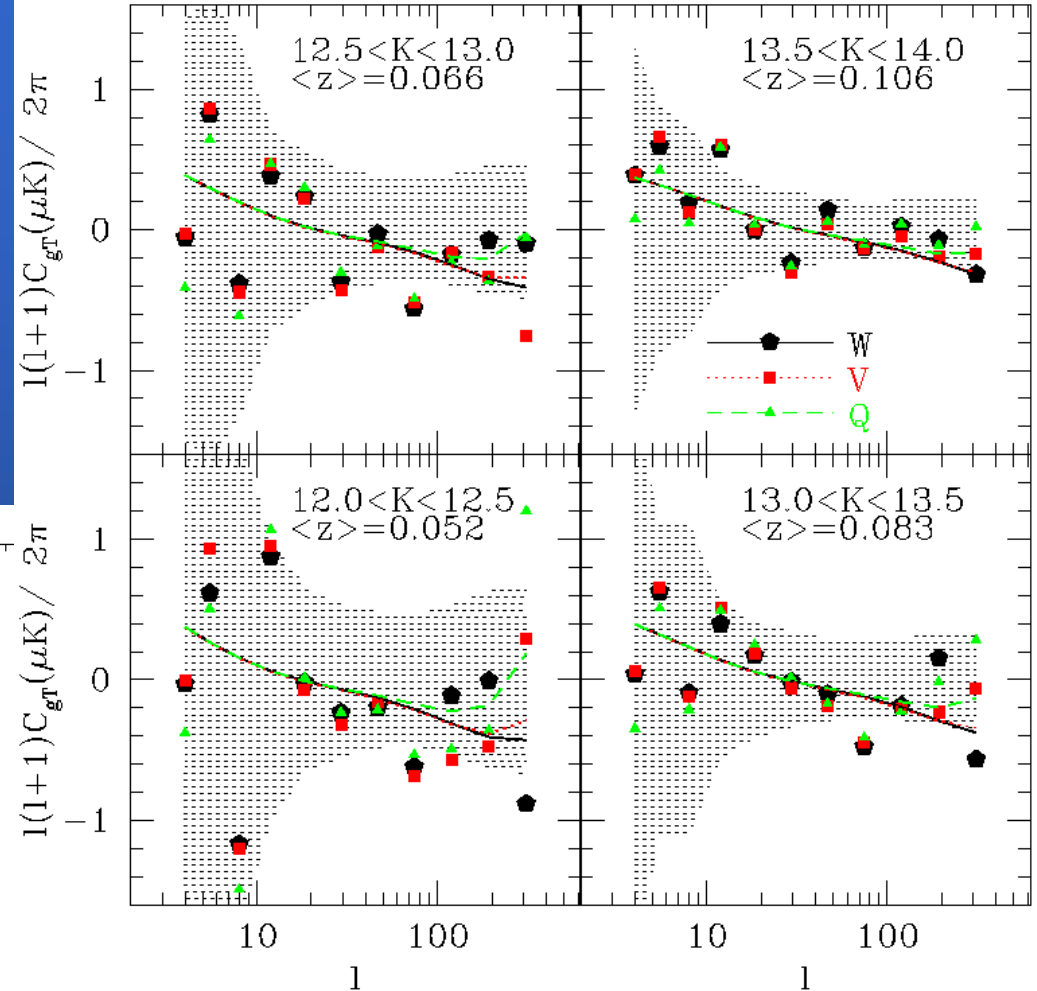 12.5<K<13.0
<z>=0.066
13.5<K<14.0
<z>=0.106
W
V
Q
1
0
−1
l(l+1)C_gT(μK)/ 2π
12.0<K<12.5
<z>=0.052
13.0<K<13.5
<z>=0.083
1
0
−1
l(l+1)C_gT(μK)/ 2π
10
100
10
100
l
l